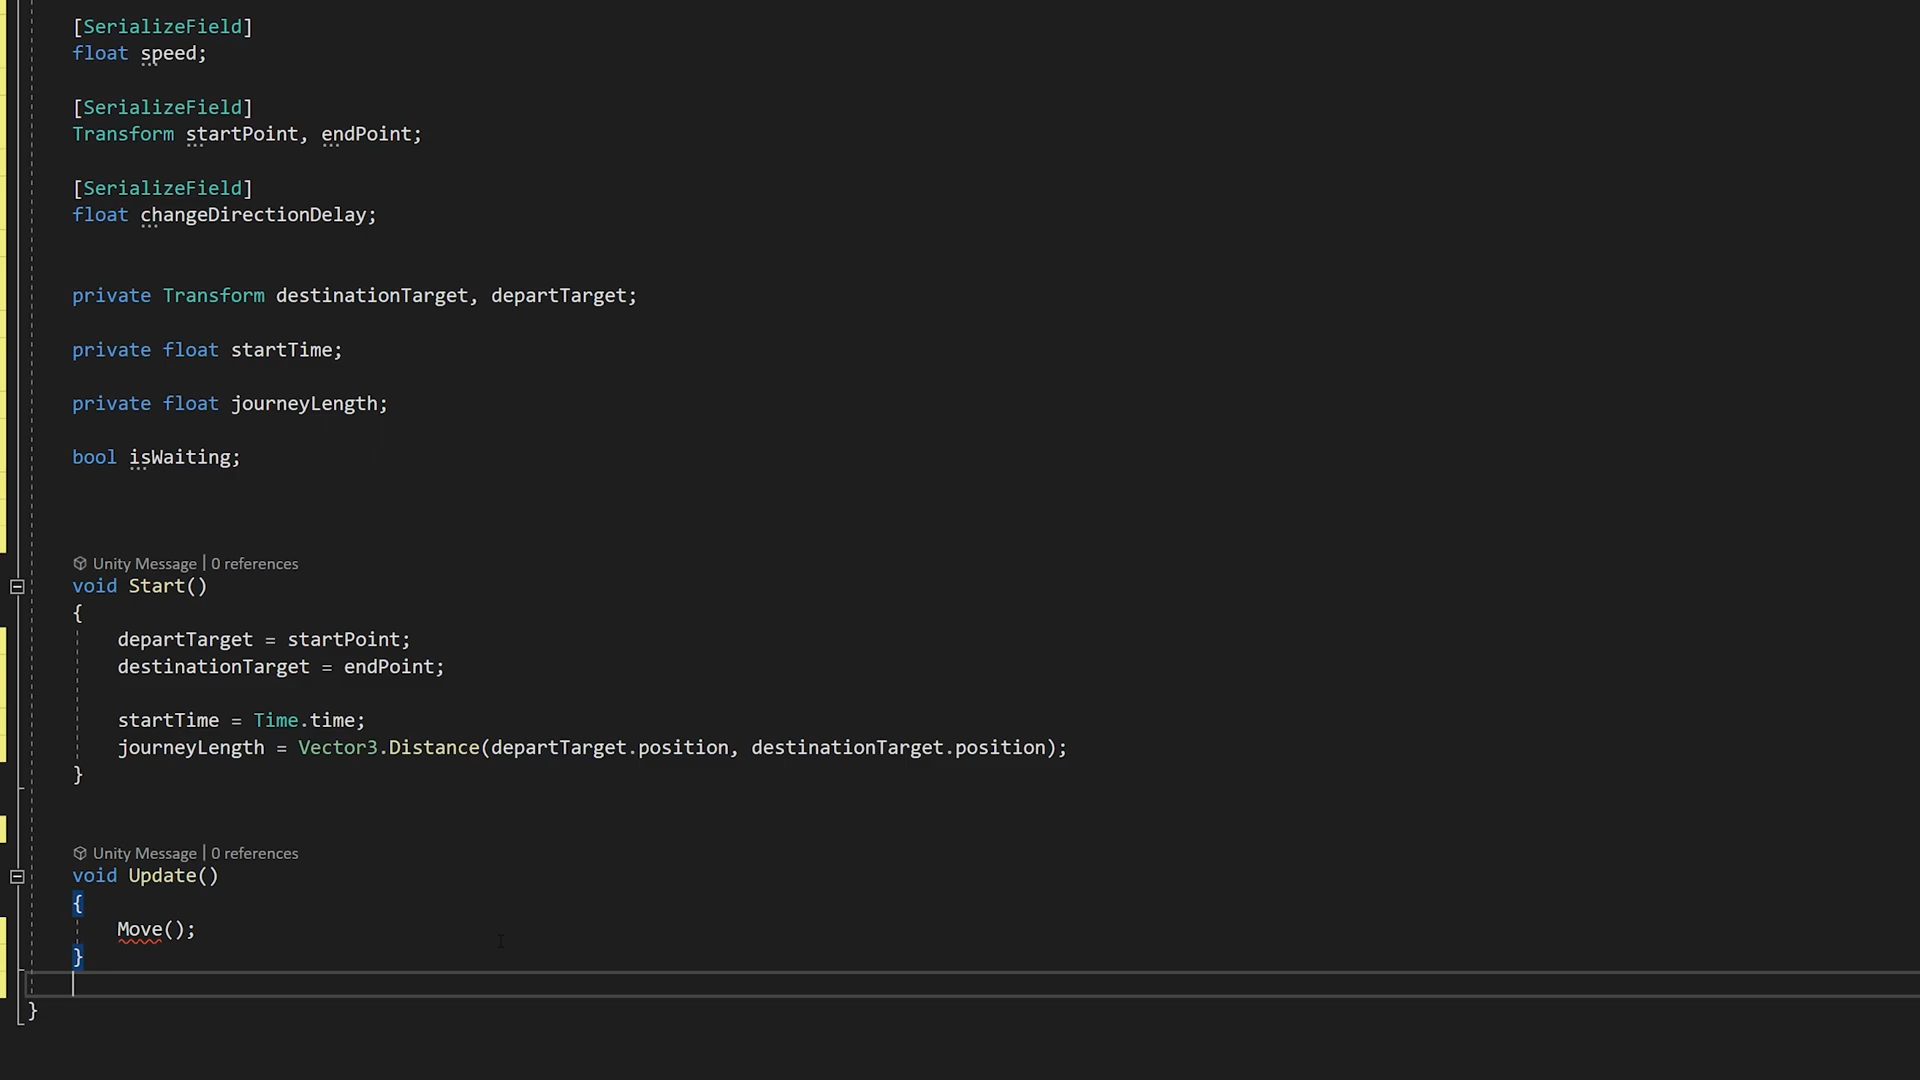 [SerializeField]
float speed;
[SerializeField]
Transform startPoint, endPoint;
[SerializeField]
float changeDirectionDelay;
private Transform destinationTarget, departTarget;
private float startTime;
private float journeyLength;
bool isWaiting;
Unity Message | 0 references
void Start()
{
departTarget = startPoint;
destinationTarget = endPoint;
startTime = Time.time;
journeyLength = Vector3.Distance(departTarget.position, destinationTarget.position);
}
Unity Message | 0 references
void Update()
{
Move();
}
}